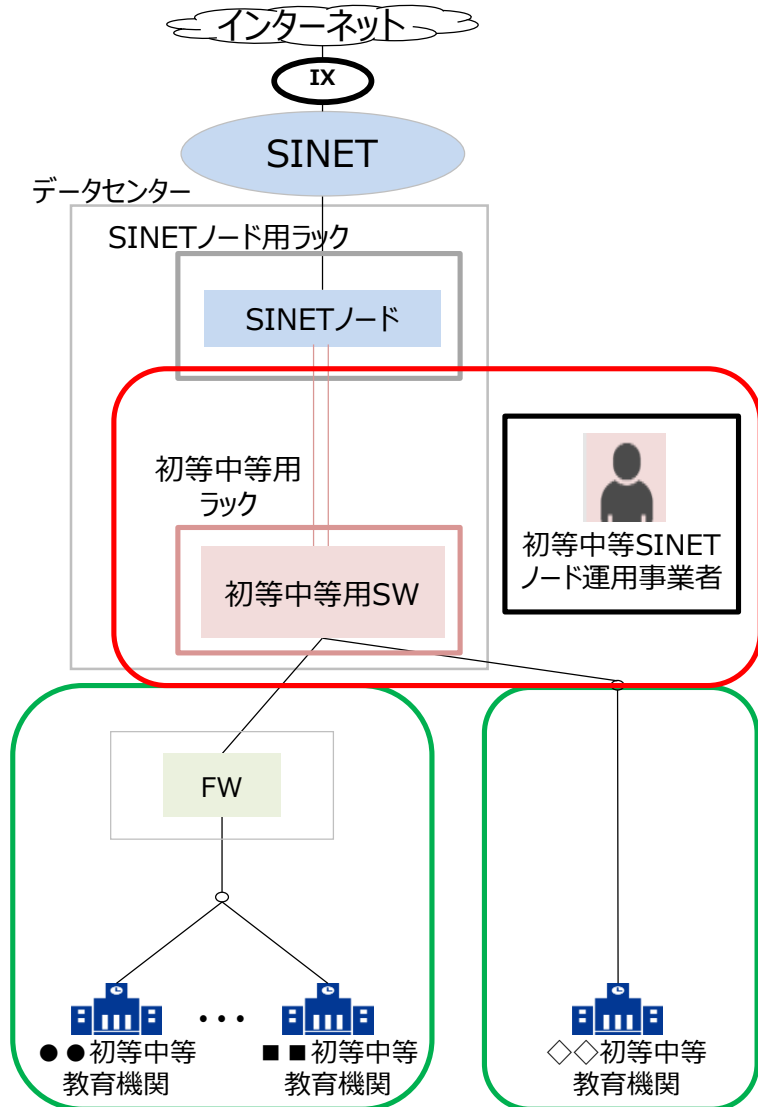 インターネット
IX
SINET
データセンター
SINETノード用ラック
SINETノード
初等中等用
ラック
初等中等用SW
初等中等SINET
ノード運用事業者
FW
●●初等中等
教育機関
・・・
■■初等中等
教育機関
◇◇初等中等
教育機関